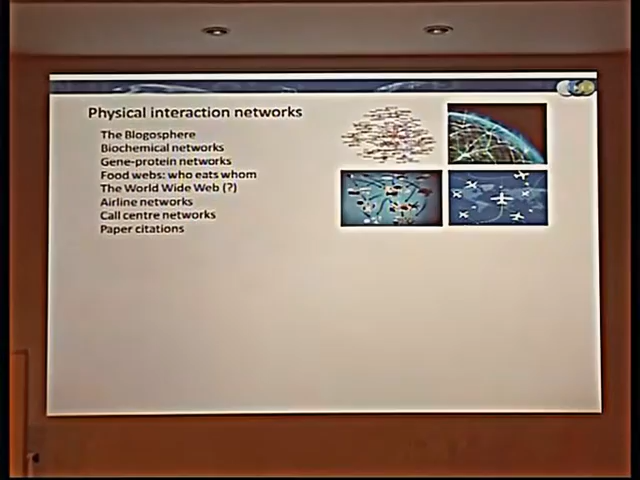 Physical interaction networks
The Blogosphere
Biochemical networks
Gene-protein networks
Food webs: who eats whom
The World Wide Web (?)
Airline networks
Call centre networks
Paper citations